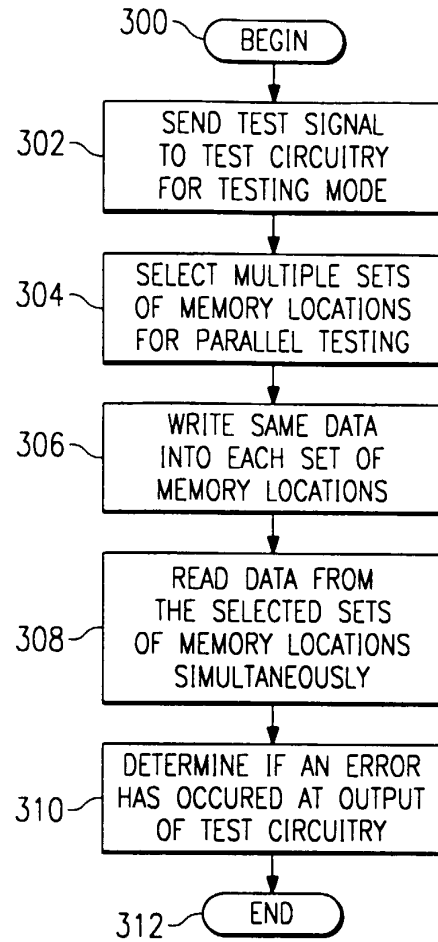 300
BEGIN
302
SEND TEST SIGNAL
TO TEST CIRCUITRY
FOR TESTING MODE
304
SELECT MULTIPLE SETS
OF MEMORY LOCATIONS
FOR PARALLEL TESTING
306
WRITE SAME DATA
INTO EACH SET OF
MEMORY LOCATIONS
308
READ DATA FROM
THE SELECTED SETS
OF MEMORY LOCATIONS
SIMULTANEOUSLY
310
DETERMINE IF AN ERROR
HAS OCCURED AT OUTPUT
OF TEST CIRCUITRY
312
END